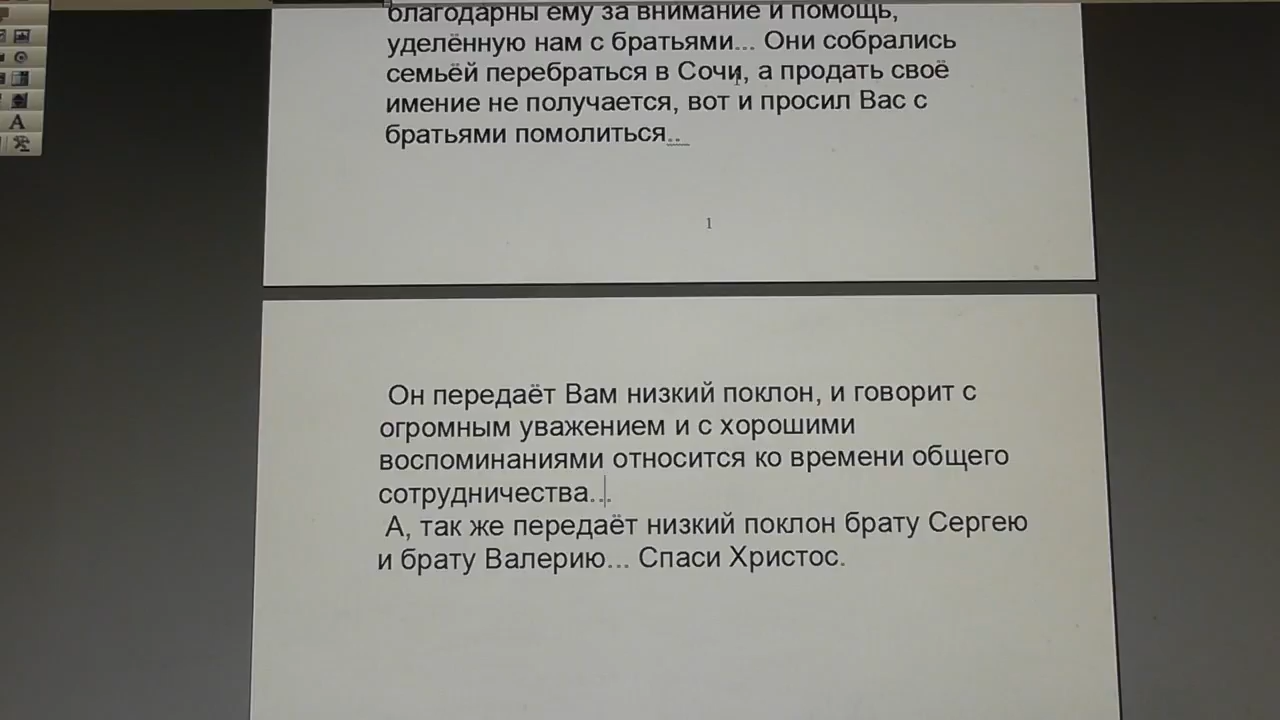 благодарны ему за внимание и помощь,
уделённую нам с братьями... Они собрались
семьёй перебраться в Сочи, а продать своё
имение не получается, вот и просил Вас с
братьями помолиться...
1
Он передаёт Вам низкий поклон, и говорит с
огромным уважением и с хорошими
воспоминаниями относится ко времени общего
сотрудничества...
А, так же передаёт низкий поклон брату Сергею
и брату Валерию... Спаси Христос.
A